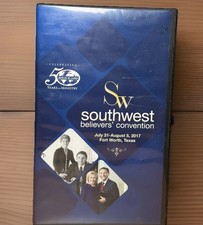 CELEBRATING
50
YEARS OF MINISTRY
SW
southwest
believers' convention
July 31-August 5, 2017
Fort Worth, Texas